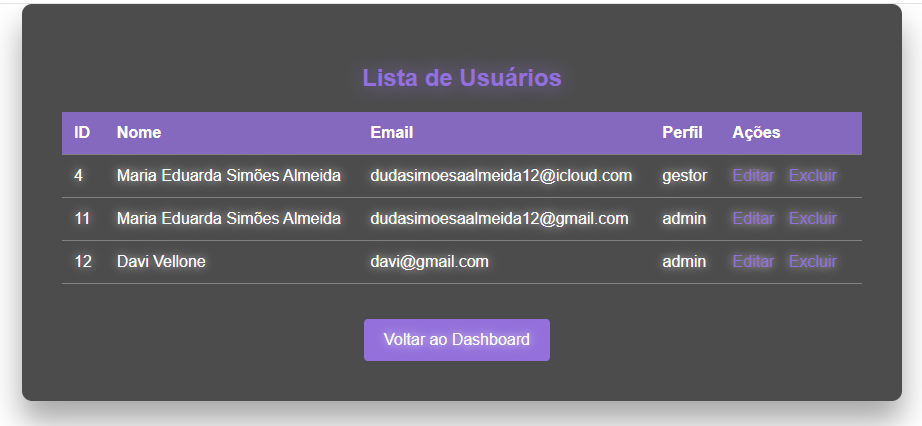 Lista de Usuários
ID Nome Email Perfil Ações
4 Maria Eduarda Simões Almeida dudasimoesaalmeida12@icloud.com gestor Editar Excluir
11 Maria Eduarda Simões Almeida dudasimoesaalmeida12@gmail.com admin Editar Excluir
12 Davi Vellone davi@gmail.com admin Editar Excluir
Voltar ao Dashboard